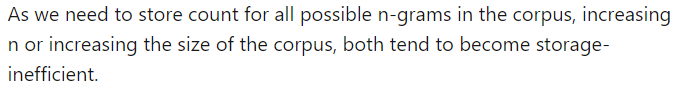 As we need to store count for all possible n-grams in the corpus, increasing
n or increasing the size of the corpus, both tend to become storage-
inefficient.